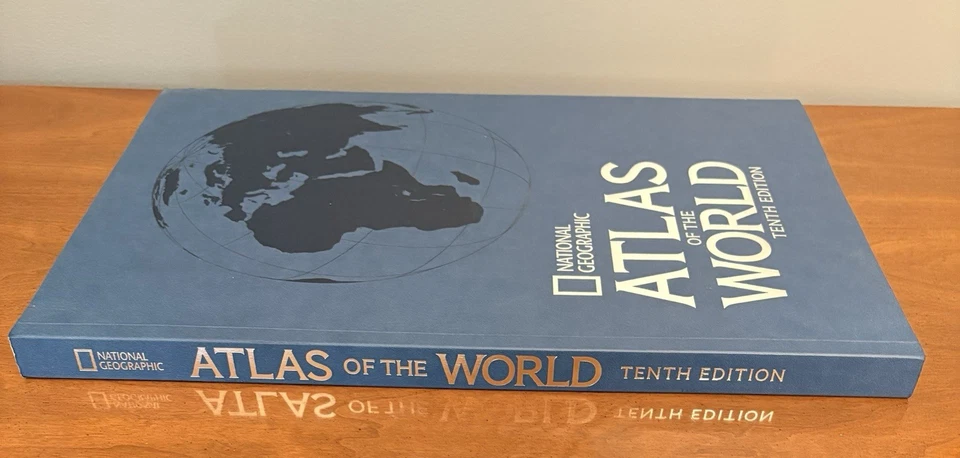 NATIONAL
GEOGRAPHIC
ATLAS
OF THE
WORLD
TENTH EDITION
NATIONAL
GEOGRAPHIC
ATLAS OF THE WORLD TENTH EDITION